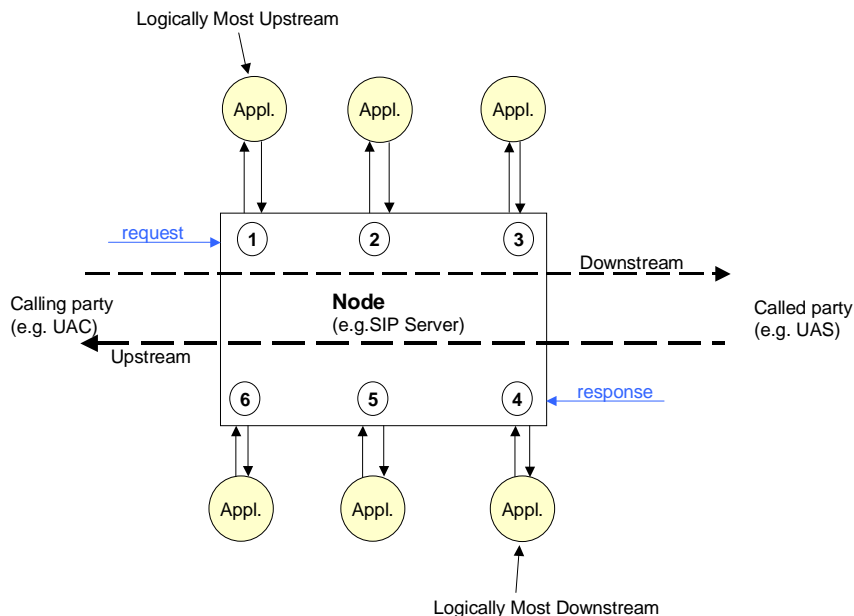 Logically Most Upstream
Appl.
Appl.
Appl.
request
1
2
3
Downstream
Calling party
(e.g. UAC)
Node
(e.g.SIP Server)
Called party
(e.g. UAS)
Upstream
response
6
5
4
Appl.
Appl.
Appl.
Logically Most Downstream